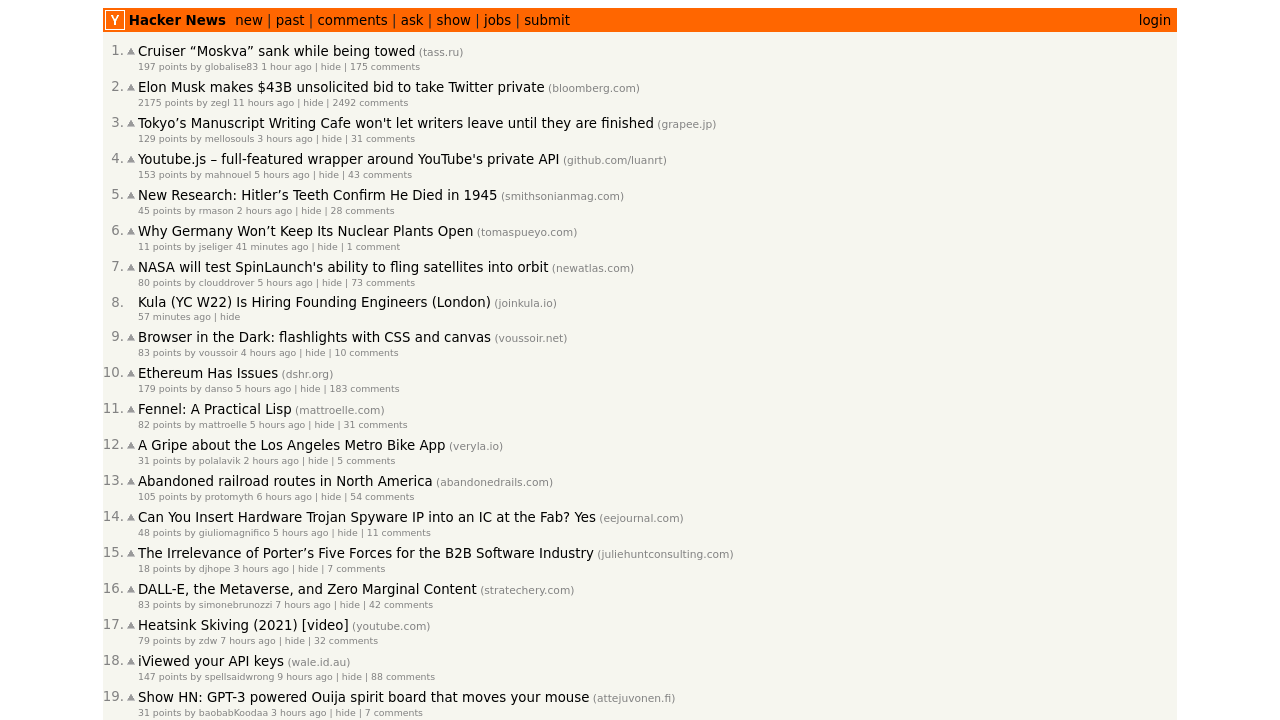 Y Hacker News new | past | comments | ask | show | jobs | submit login
1. Cruiser “Moskva” sank while being towed (tass.ru)
197 points by globalise83 1 hour ago | hide | 175 comments
2. Elon Musk makes $43B unsolicited bid to take Twitter private (bloomberg.com)
2175 points by zegl 11 hours ago | hide | 2492 comments
3. Tokyo’s Manuscript Writing Cafe won't let writers leave until they are finished (grapee.jp)
129 points by mellosouls 3 hours ago | hide | 31 comments
4. Youtube.js – full-featured wrapper around YouTube's private API (github.com/luanrt)
153 points by mahnouel 5 hours ago | hide | 43 comments
5. New Research: Hitler’s Teeth Confirm He Died in 1945 (smithsonianmag.com)
45 points by rmason 2 hours ago | hide | 28 comments
6. Why Germany Won’t Keep Its Nuclear Plants Open (tomaspueyo.com)
11 points by jseliger 41 minutes ago | hide | 1 comment
7. NASA will test SpinLaunch's ability to fling satellites into orbit (newatlas.com)
80 points by clouddrover 5 hours ago | hide | 73 comments
8. Kula (YC W22) Is Hiring Founding Engineers (London) (joinkula.io)
57 minutes ago | hide
9. Browser in the Dark: flashlights with CSS and canvas (voussoir.net)
83 points by voussoir 4 hours ago | hide | 10 comments
10. Ethereum Has Issues (dshr.org)
179 points by danso 5 hours ago | hide | 183 comments
11. Fennel: A Practical Lisp (mattroelle.com)
82 points by mattroelle 5 hours ago | hide | 31 comments
12. A Gripe about the Los Angeles Metro Bike App (veryla.io)
31 points by polalavik 2 hours ago | hide | 5 comments
13. Abandoned railroad routes in North America (abandonedrails.com)
105 points by protomyth 6 hours ago | hide | 54 comments
14. Can You Insert Hardware Trojan Spyware IP into an IC at the Fab? Yes (eejournal.com)
48 points by giuliomagnifico 5 hours ago | hide | 11 comments
15. The Irrelevance of Porter’s Five Forces for the B2B Software Industry (juliehuntconsulting.com)
18 points by djhope 3 hours ago | hide | 7 comments
16. DALL-E, the Metaverse, and Zero Marginal Content (stratechery.com)
83 points by simonebrunozzi 7 hours ago | hide | 42 comments
17. Heatsink Skiving (2021) [video] (youtube.com)
79 points by zdw 7 hours ago | hide | 32 comments
18. iViewed your API keys (wale.id.au)
147 points by spellsaidwrong 9 hours ago | hide | 88 comments
19. Show HN: GPT-3 powered Ouija spirit board that moves your mouse (attejuvonen.fi)
31 points by baobabKoodaa 3 hours ago | hide | 7 comments